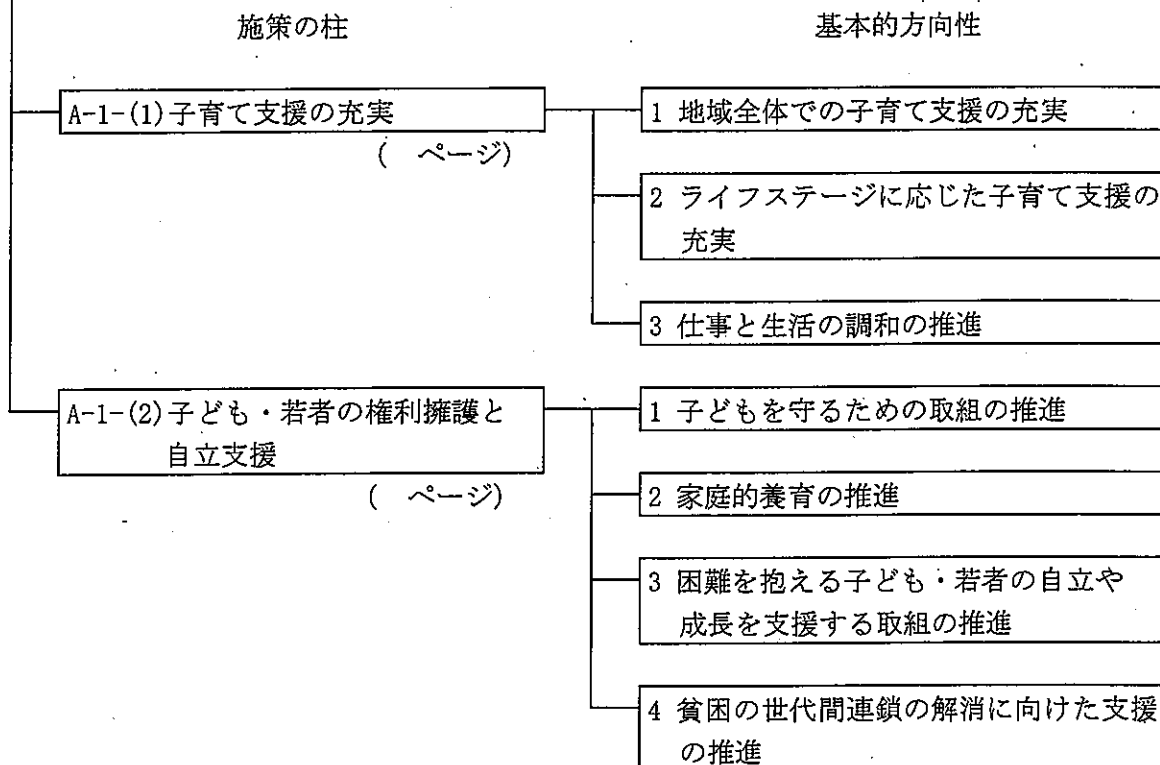 施策の柱
基本的方向性
A-1-(1)子育て支援の充実
(　ページ)
1 地域全体での子育て支援の充実
2 ライフステージに応じた子育て支援の
充実
3 仕事と生活の調和の推進
A-1-(2)子ども・若者の権利擁護と
自立支援
(　ページ)
1 子どもを守るための取組の推進
2 家庭的養育の推進
3 困難を抱える子ども・若者の自立や
成長を支援する取組の推進
4 貧困の世代間連鎖の解消に向けた支援
の推進